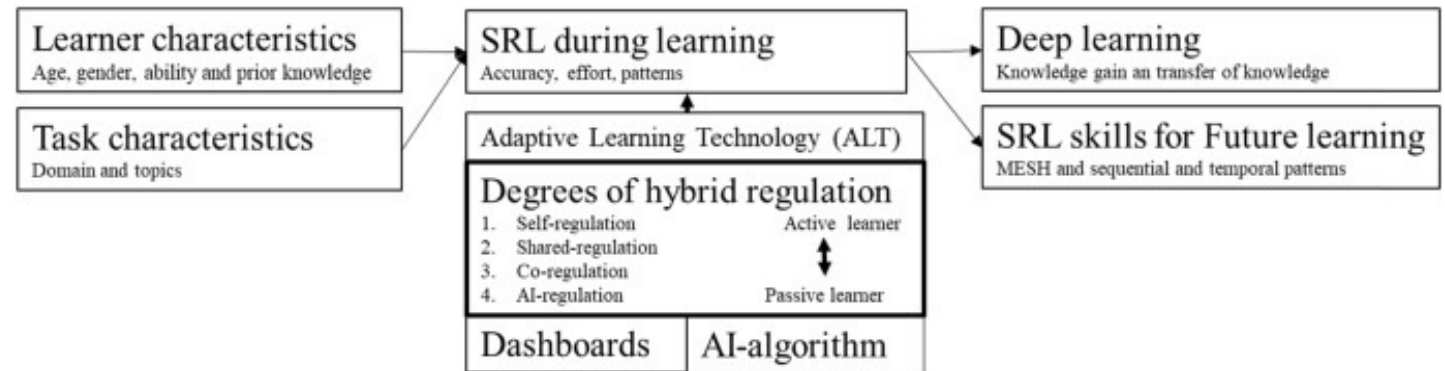 Learner characteristics
Age, gender, ability and prior knowledge
Task characteristics
Domain and topics
SRL during learning
Accuracy, effort, patterns
Adaptive Learning Technology (ALT)
Degrees of hybrid regulation
1. Self-regulation
2. Shared-regulation
3. Co-regulation
4. AI-regulation
Active learner
Passive learner
Dashboards
AI-algorithm
Deep learning
Knowledge gain an transfer of knowledge
SRL skills for Future learning
MESH and sequential and temporal patterns